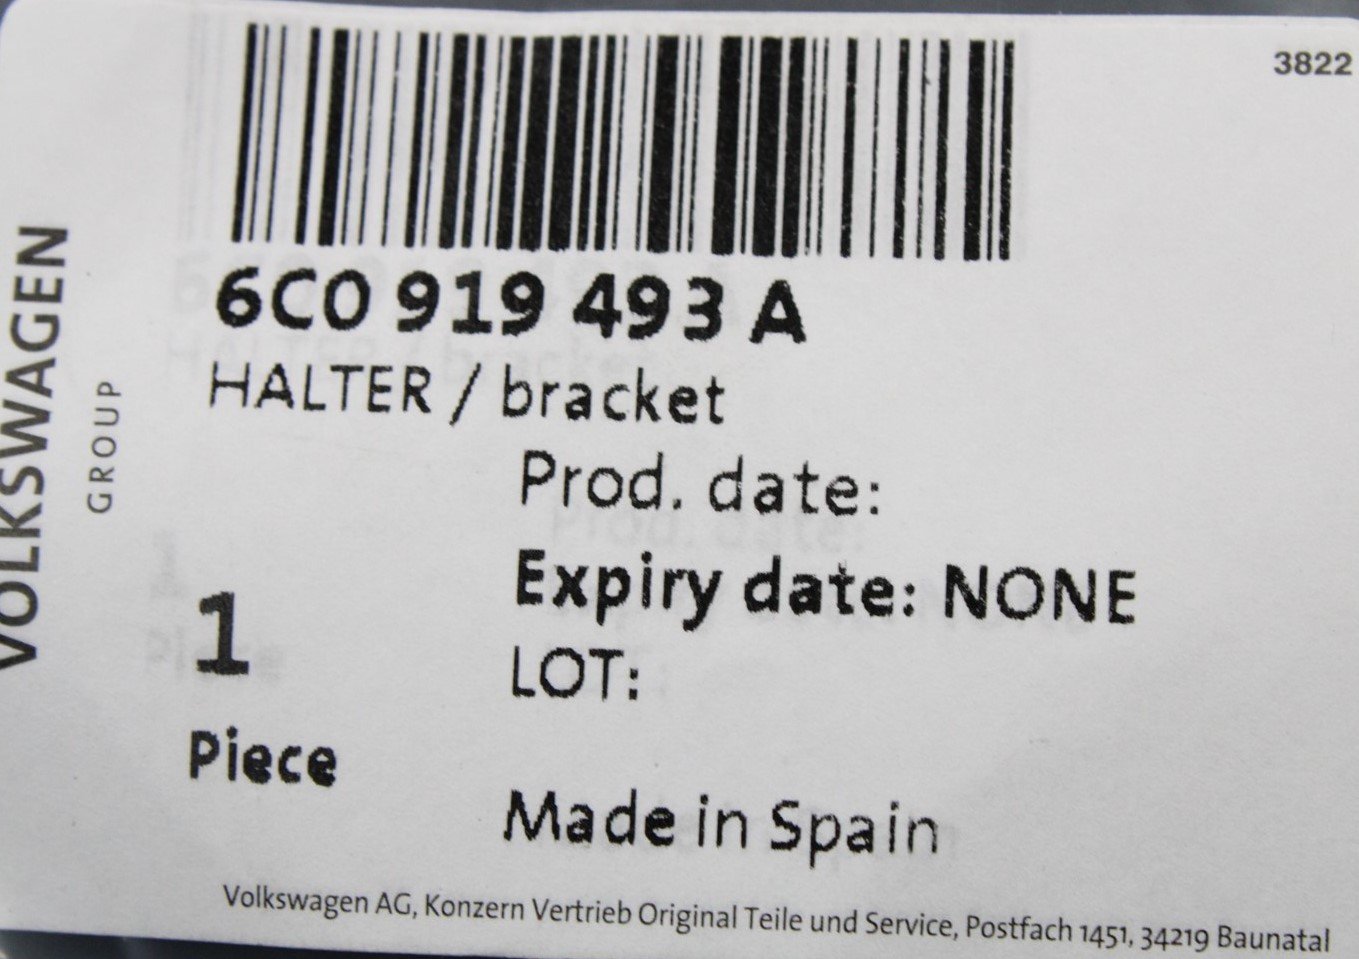 3822
6C0 919 493 A
HALTER / bracket
Prod. date:
Expiry date: NONE
LOT:
1
Piece
Made in Spain
Volkswagen AG, Konzern Vertrieb Original Teile und Service, Postfach 1451, 34219 Baunatal
VOLKSWAGEN
GROUP